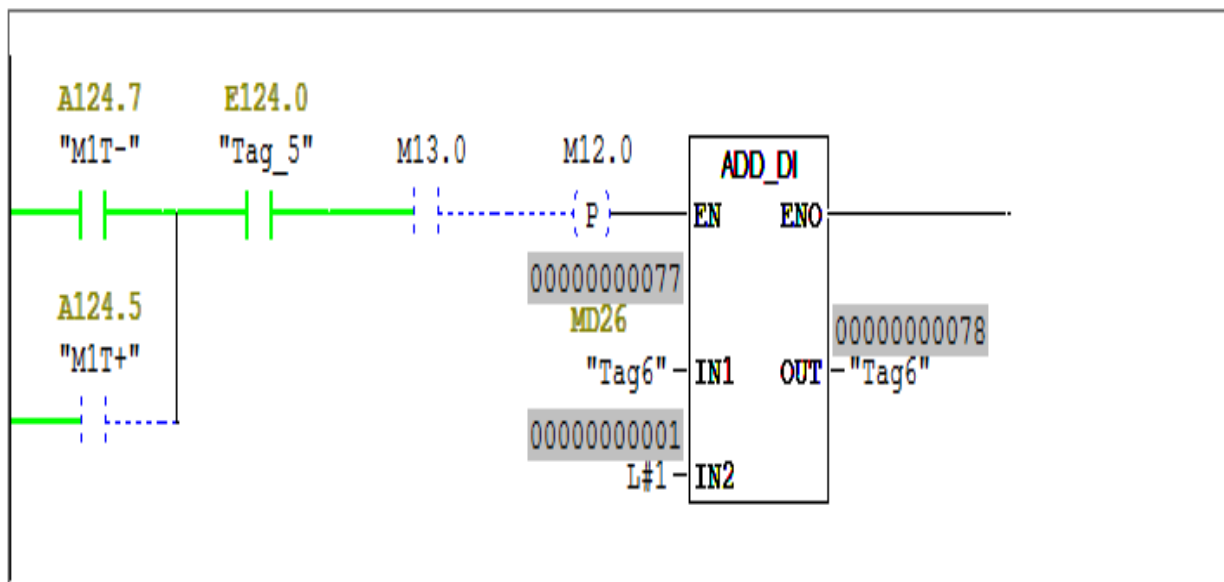 A124.7 E124.0
"M1T-" "Tag_5" M13.0 M12.0
ADD_DI
P EN ENO
00000000077
A124.5 MD26 00000000078
"M1T+" "Tag6" IN1 OUT "Tag6"
00000000001
L#1 IN2